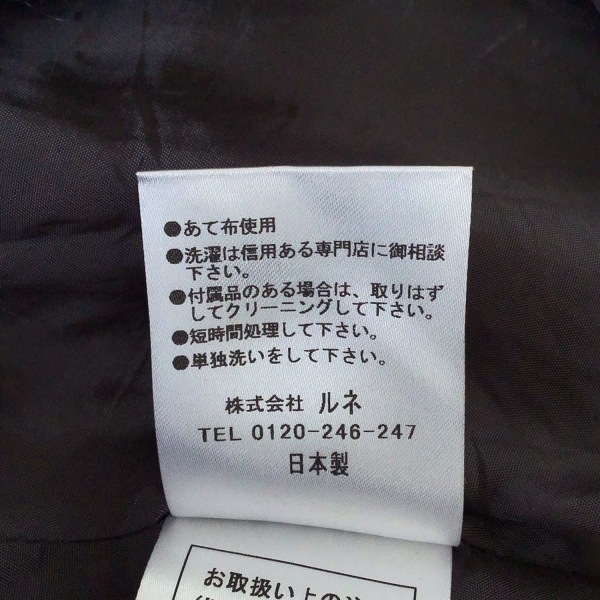 ●あて布使用
●洗濯は信用ある専門店に御相談
下さい。
●付属品のある場合は、取りはず
してクリーニングして下さい。
●短時間処理して下さい。
●単独洗いをして下さい。
株式会社 ルネ
TEL 0120-246-247
日本製
お取扱い上の